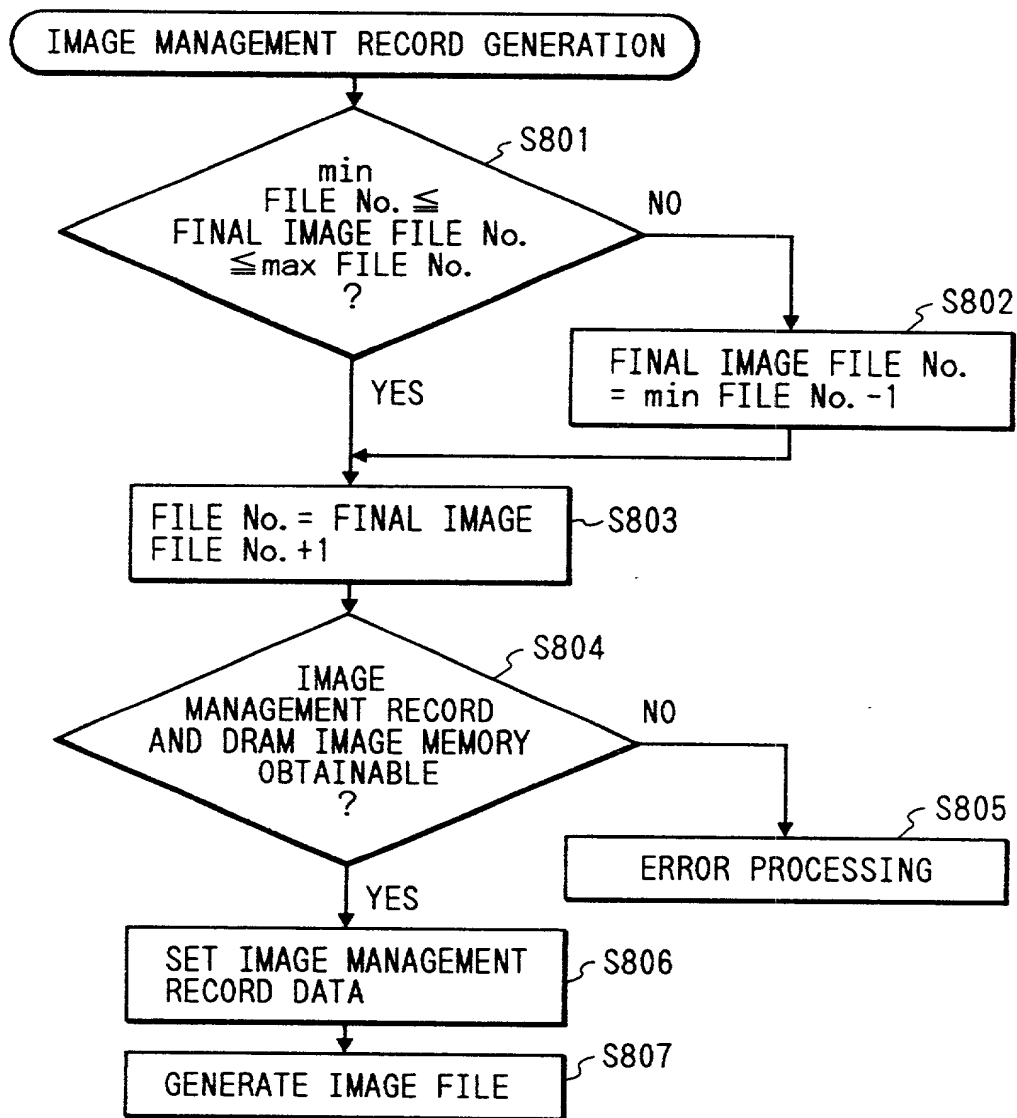 IMAGE MANAGEMENT RECORD GENERATION
S801
min
FILE No. ≦
FINAL IMAGE FILE No.
≦max FILE No.
?
NO
S802
FINAL IMAGE FILE No.
= min FILE No. -1
YES
FILE No. = FINAL IMAGE
FILE No. +1
S803
S804
IMAGE
MANAGEMENT RECORD
AND DRAM IMAGE MEMORY
OBTAINABLE
?
NO
S805
ERROR PROCESSING
YES
SET IMAGE MANAGEMENT
RECORD DATA
S806
GENERATE IMAGE FILE
S807